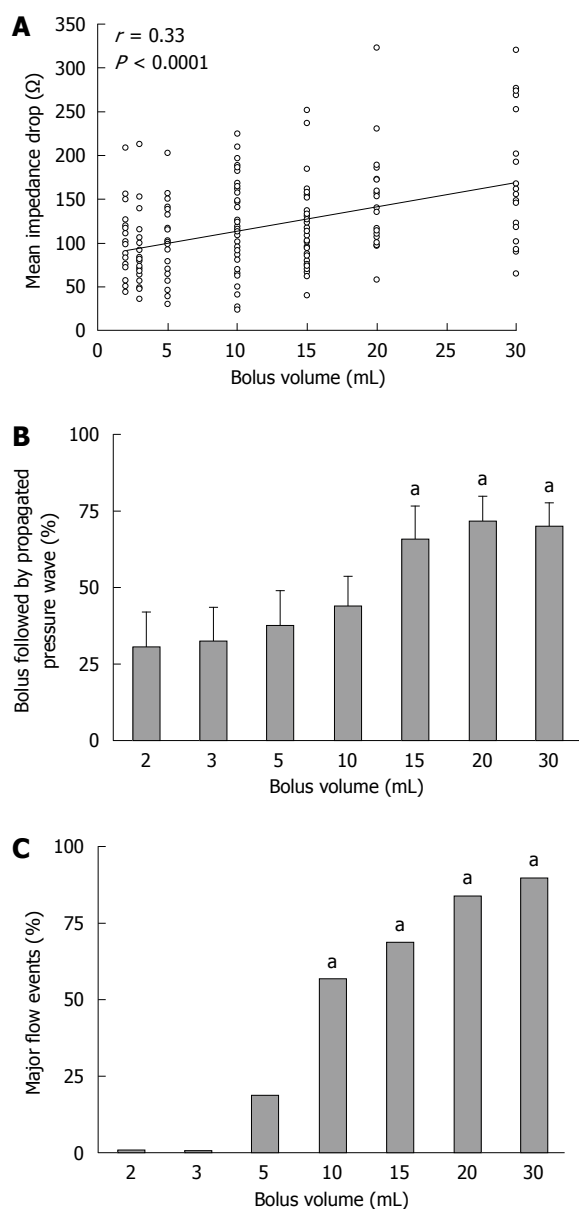 A
r = 0.33
P < 0.0001
350
300
250
200
150
100
50
0
Mean impedance drop (Ω)
0 5 10 15 20 25 30
Bolus volume (mL)
B
100
75
50
25
0
Bolus followed by propagated
pressure wave (%)
a a a
2 3 5 10 15 20 30
Bolus volume (mL)
C
100
75
50
25
0
Major flow events (%)
a a a a
2 3 5 10 15 20 30
Bolus volume (mL)